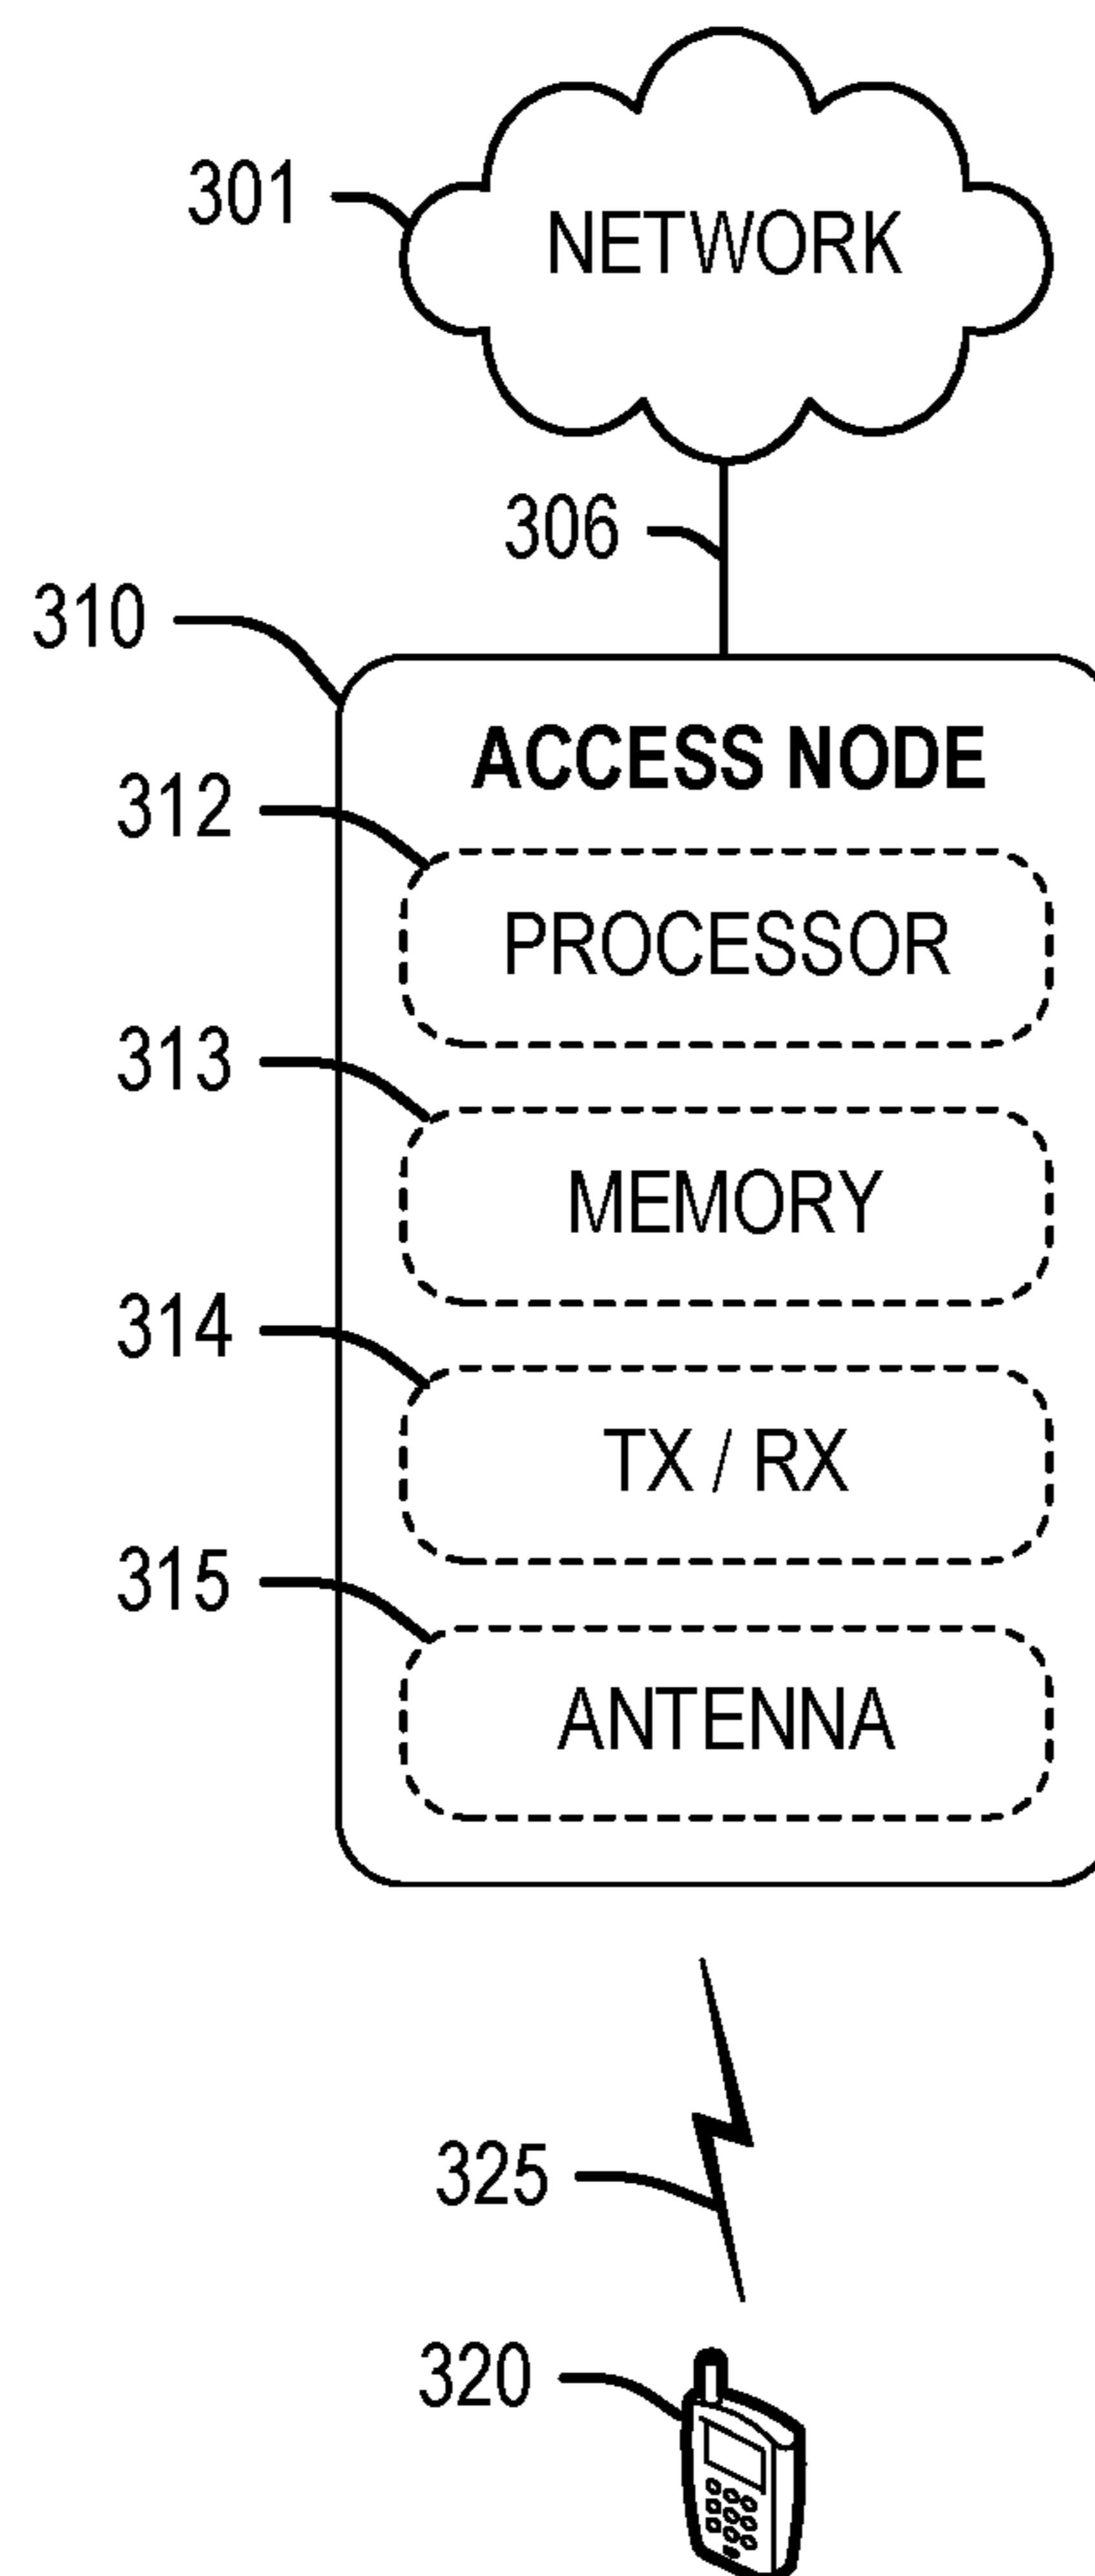 301
NETWORK
306
310
ACCESS NODE
312
PROCESSOR
313
MEMORY
314
TX / RX
315
ANTENNA
325
320